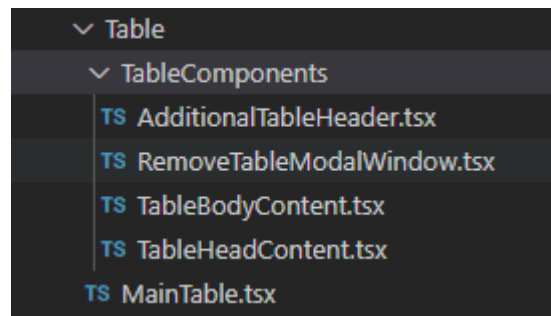 Table
TableComponents
TS AdditionalTableHeader.tsx
TS RemoveTableModalWindow.tsx
TS TableBodyContent.tsx
TS TableHeadContent.tsx
TS MainTable.tsx